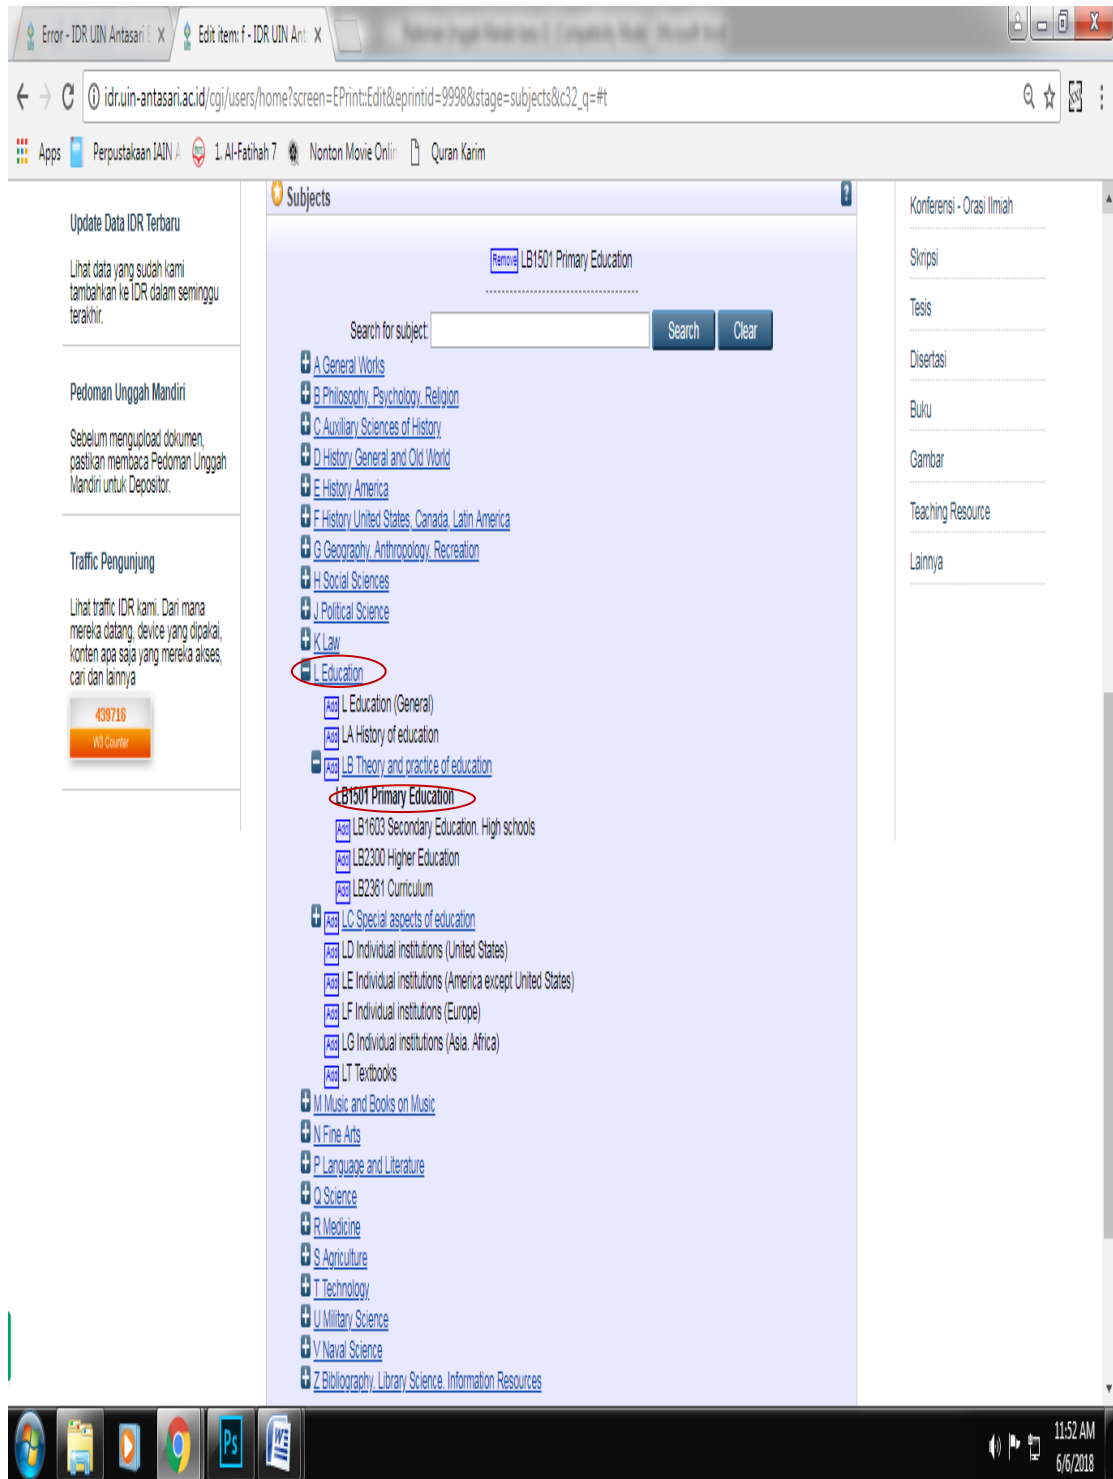 Error - IDR UIN Antasari
Edit item: f - IDR UIN Ant
idr.uin-antasari.ac.id/cgi/users/home?screen=EPrint::Edit&eprintid=9998&stage=subjects&c32_q=#t
Apps
Perpustakaan IAIN A
1. Al-Fatihah 7
Nonton Movie Onlin
Quran Karim
Update Data IDR Terbaru
Lihat data yang sudah kami
tambahkan ke IDR dalam seminggu
terakhir.
Pedoman Unggah Mandiri
Sebelum mengupload dokumen,
pastikan membaca Pedoman Unggah
Mandiri untuk Depositor.
Traffic Pengunjung
Lihat traffic IDR kami. Dari mana
mereka datang, device yang dipakai,
konten apa saja yang mereka akses,
cari dan lainnya
439716
W3 Counter
Subjects
?
Remove LB1501 Primary Education
Search for subject:
Search
Clear
A General Works
B Philosophy. Psychology. Religion
C Auxiliary Sciences of History
D History General and Old World
E History America
F History United States, Canada, Latin America
G Geography. Anthropology. Recreation
H Social Sciences
J Political Science
K Law
L Education
Add L Education (General)
Add LA History of education
Add LB Theory and practice of education
LB1501 Primary Education
Add LB1603 Secondary Education. High schools
Add LB2300 Higher Education
Add LB2361 Curriculum
Add LC Special aspects of education
Add LD Individual institutions (United States)
Add LE Individual institutions (America except United States)
Add LF Individual institutions (Europe)
Add LG Individual institutions (Asia. Africa)
Add LT Textbooks
M Music and Books on Music
N Fine Arts
P Language and Literature
Q Science
R Medicine
S Agriculture
T Technology
U Military Science
V Naval Science
Z Bibliography. Library Science. Information Resources
Konferensi - Orasi Ilmiah
Skripsi
Tesis
Disertasi
Buku
Gambar
Teaching Resource
Lainnya
Ps
11:52 AM
6/6/2018